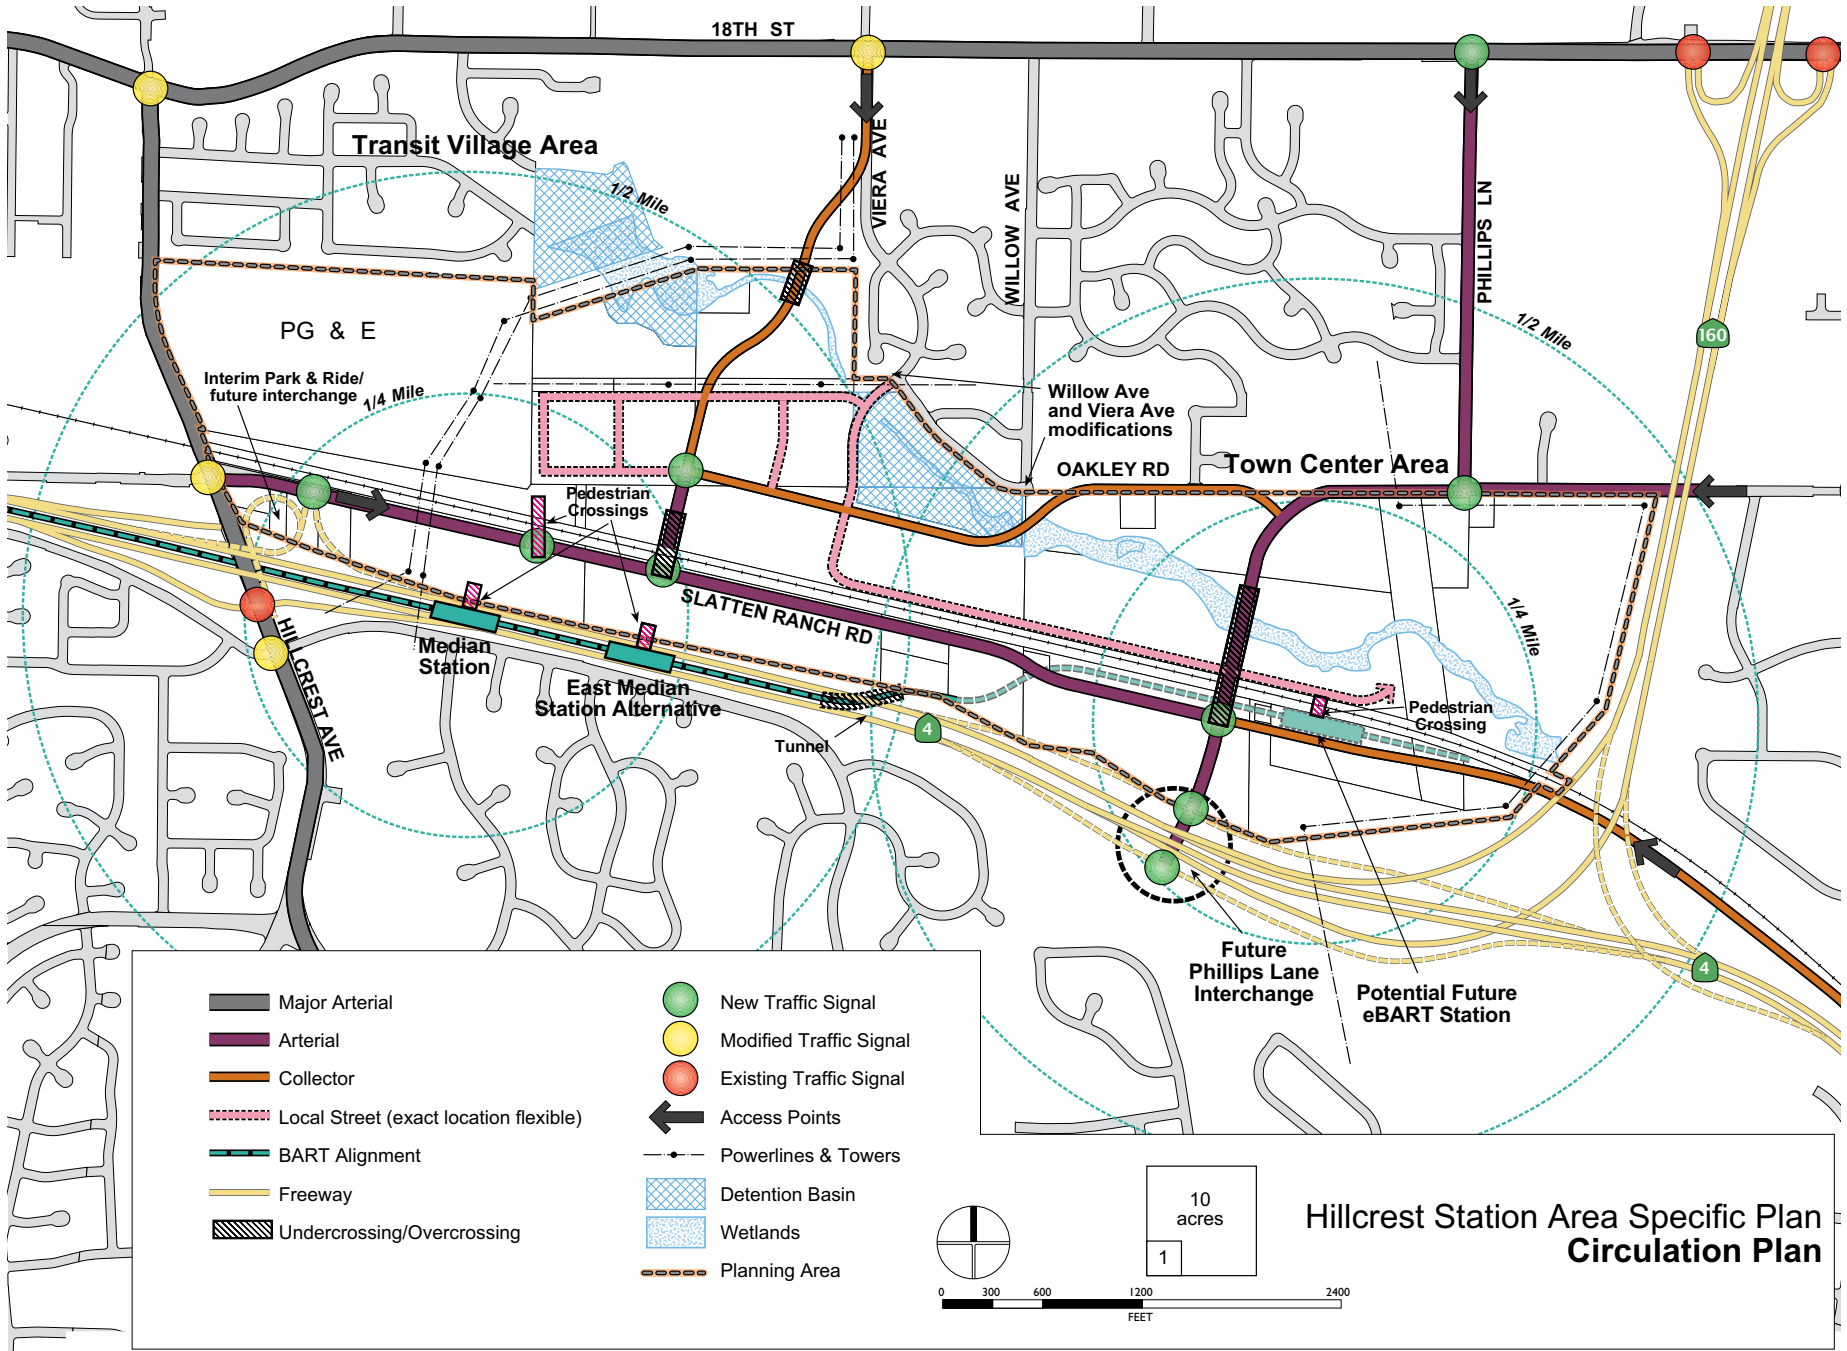 18TH ST
Transit Village Area
1/2 Mile
VIERA AVE
WILLOW AVE
PHILLIPS LN
1/2 Mile
160
PG & E
Interim Park & Ride/
future interchange
1/4 Mile
Willow Ave
and Viera Ave
modifications
OAKLEY RD
Town Center Area
Pedestrian
Crossings
SLATTEN RANCH RD
1/4 Mile
HILLCREST AVE
Median
Station
East Median
Station Alternative
Tunnel
4
Pedestrian
Crossing
Future
Phillips Lane
Interchange
Potential Future
eBART Station
4
Major Arterial
Arterial
Collector
Local Street (exact location flexible)
BART Alignment
Freeway
Undercrossing/Overcrossing
New Traffic Signal
Modified Traffic Signal
Existing Traffic Signal
Access Points
Powerlines & Towers
Detention Basin
Wetlands
Planning Area
10
acres
1
0 300 600 1200 2400
FEET
Hillcrest Station Area Specific Plan
Circulation Plan